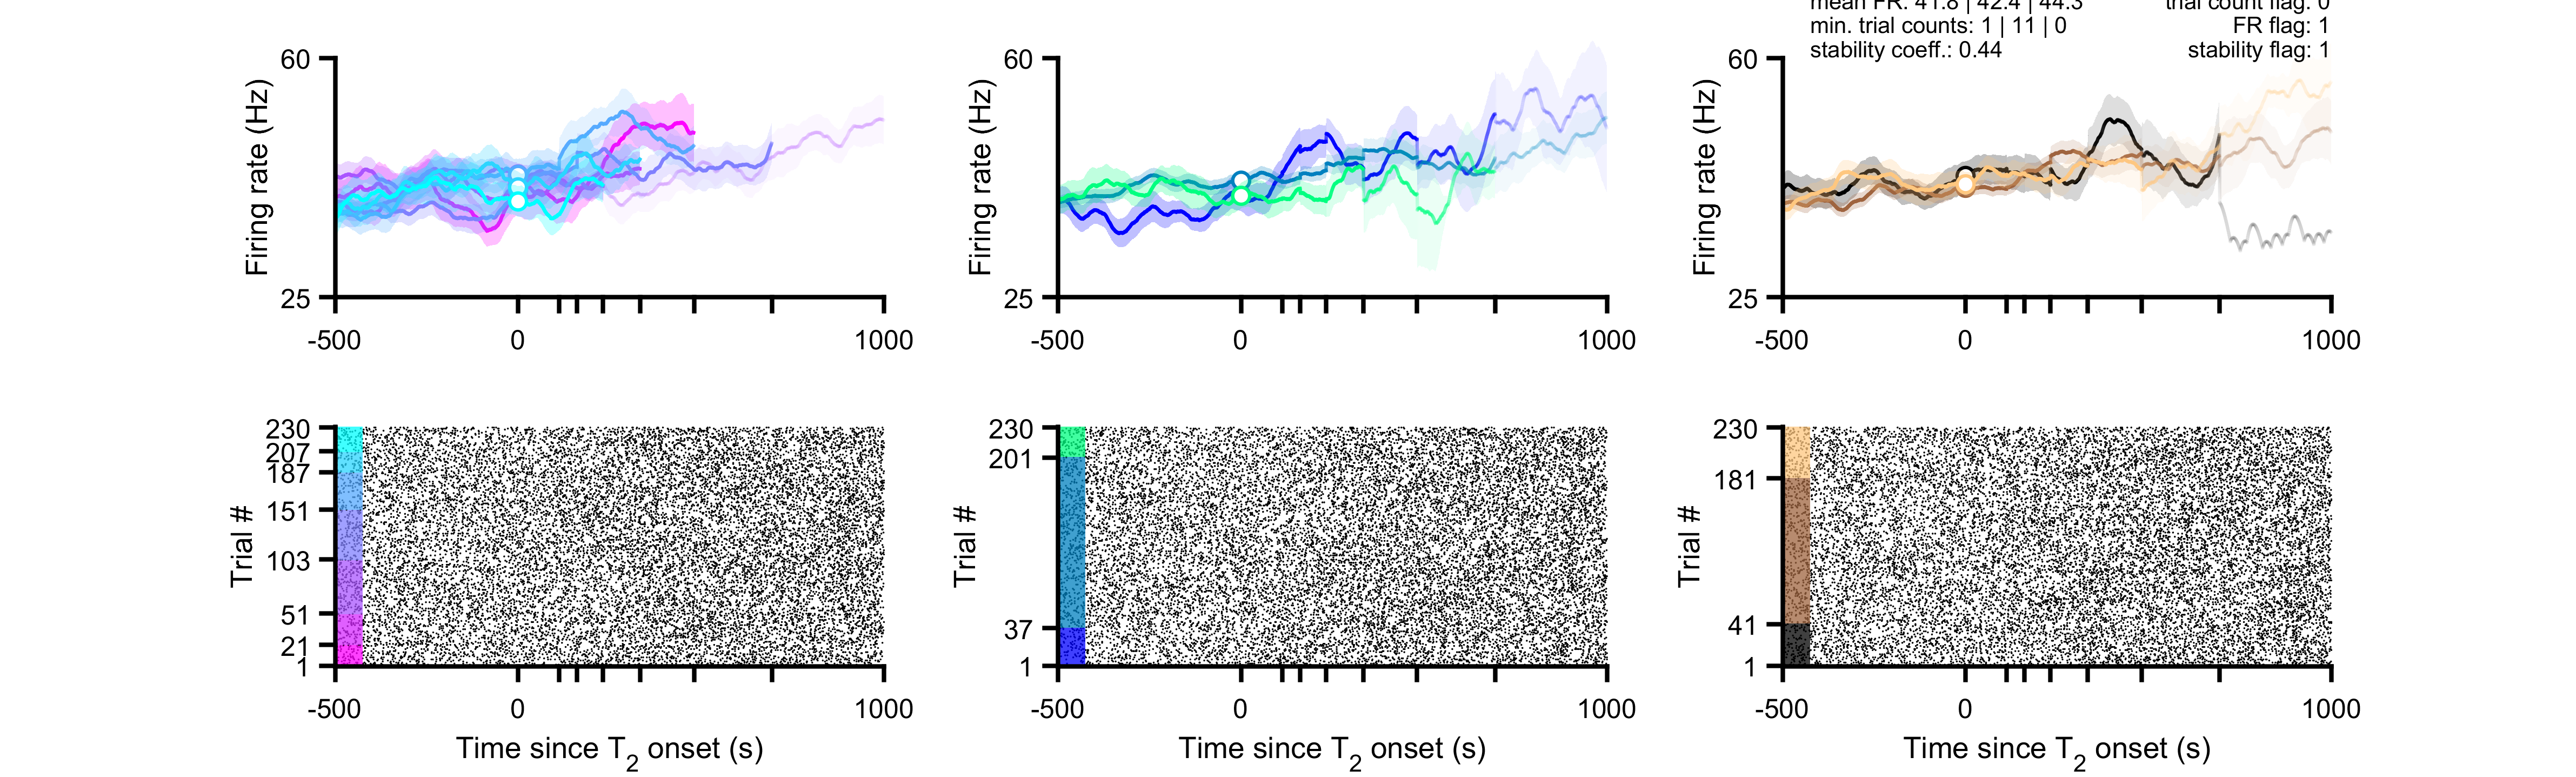 mean FR: 41.8 | 42.4 | 44.3 trial count flag: 0
min. trial counts: 1 | 11 | 0 FR flag: 1
stability coeff.: 0.44 stability flag: 1
60 60 60
Firing rate (Hz) Firing rate (Hz) Firing rate (Hz)
25 25 25
-500 0 1000 -500 0 1000 -500 0 1000
230
207
187
151
103
51
21
1
Trial #
230
201
37
1
Trial #
230
181
41
1
Trial #
-500 0 1000 -500 0 1000 -500 0 1000
Time since T2 onset (s) Time since T2 onset (s) Time since T2 onset (s)